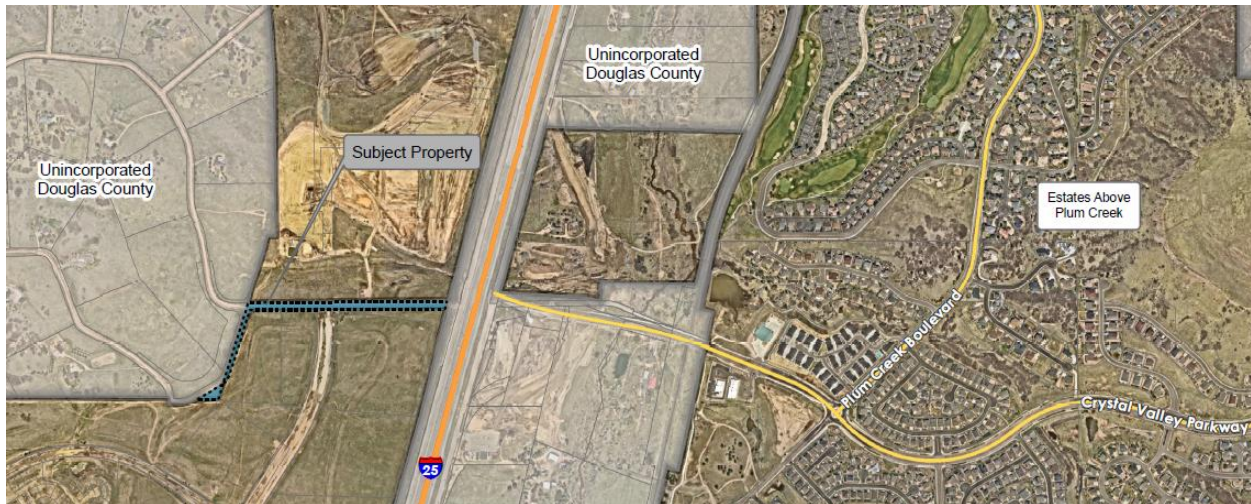 Unincorporated
Douglas County
Subject Property
Unincorporated
Douglas County
Estates Above
Plum Creek
Plum Creek Boulevard
Crystal Valley Parkway
25